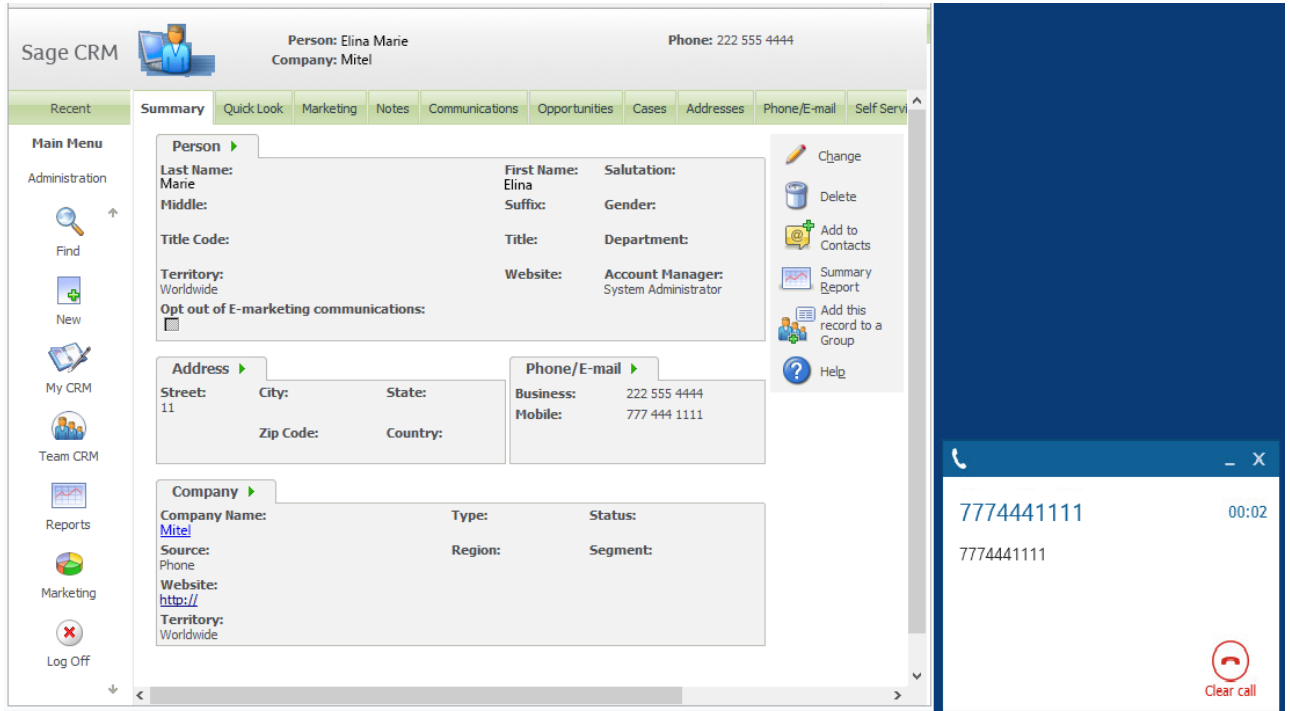 Sage CRM
Person: Elina Marie
Company: Mitel
Phone: 222 555 4444
Recent
Summary Quick Look Marketing Notes Communications Opportunities Cases Addresses Phone/E-mail Self Servi
Main Menu
Administration
Find
New
My CRM
Team CRM
Reports
Marketing
Log Off
Person
Last Name: First Name: Salutation:
Marie Elina
Middle: Suffix: Gender:
Title Code: Title: Department:
Territory: Website: Account Manager:
Worldwide System Administrator
Opt out of E-marketing communications:
Address
Street: City: State:
11
Zip Code: Country:
Phone/E-mail
Business: 222 555 4444
Mobile: 777 444 1111
Company
Company Name: Type: Status:
Mitel
Source: Region: Segment:
Phone
Website:
http://
Territory:
Worldwide
Change
Delete
Add to
Contacts
Summary
Report
Add this
record to a
Group
Help
7774441111 00:02
7774441111
Clear call